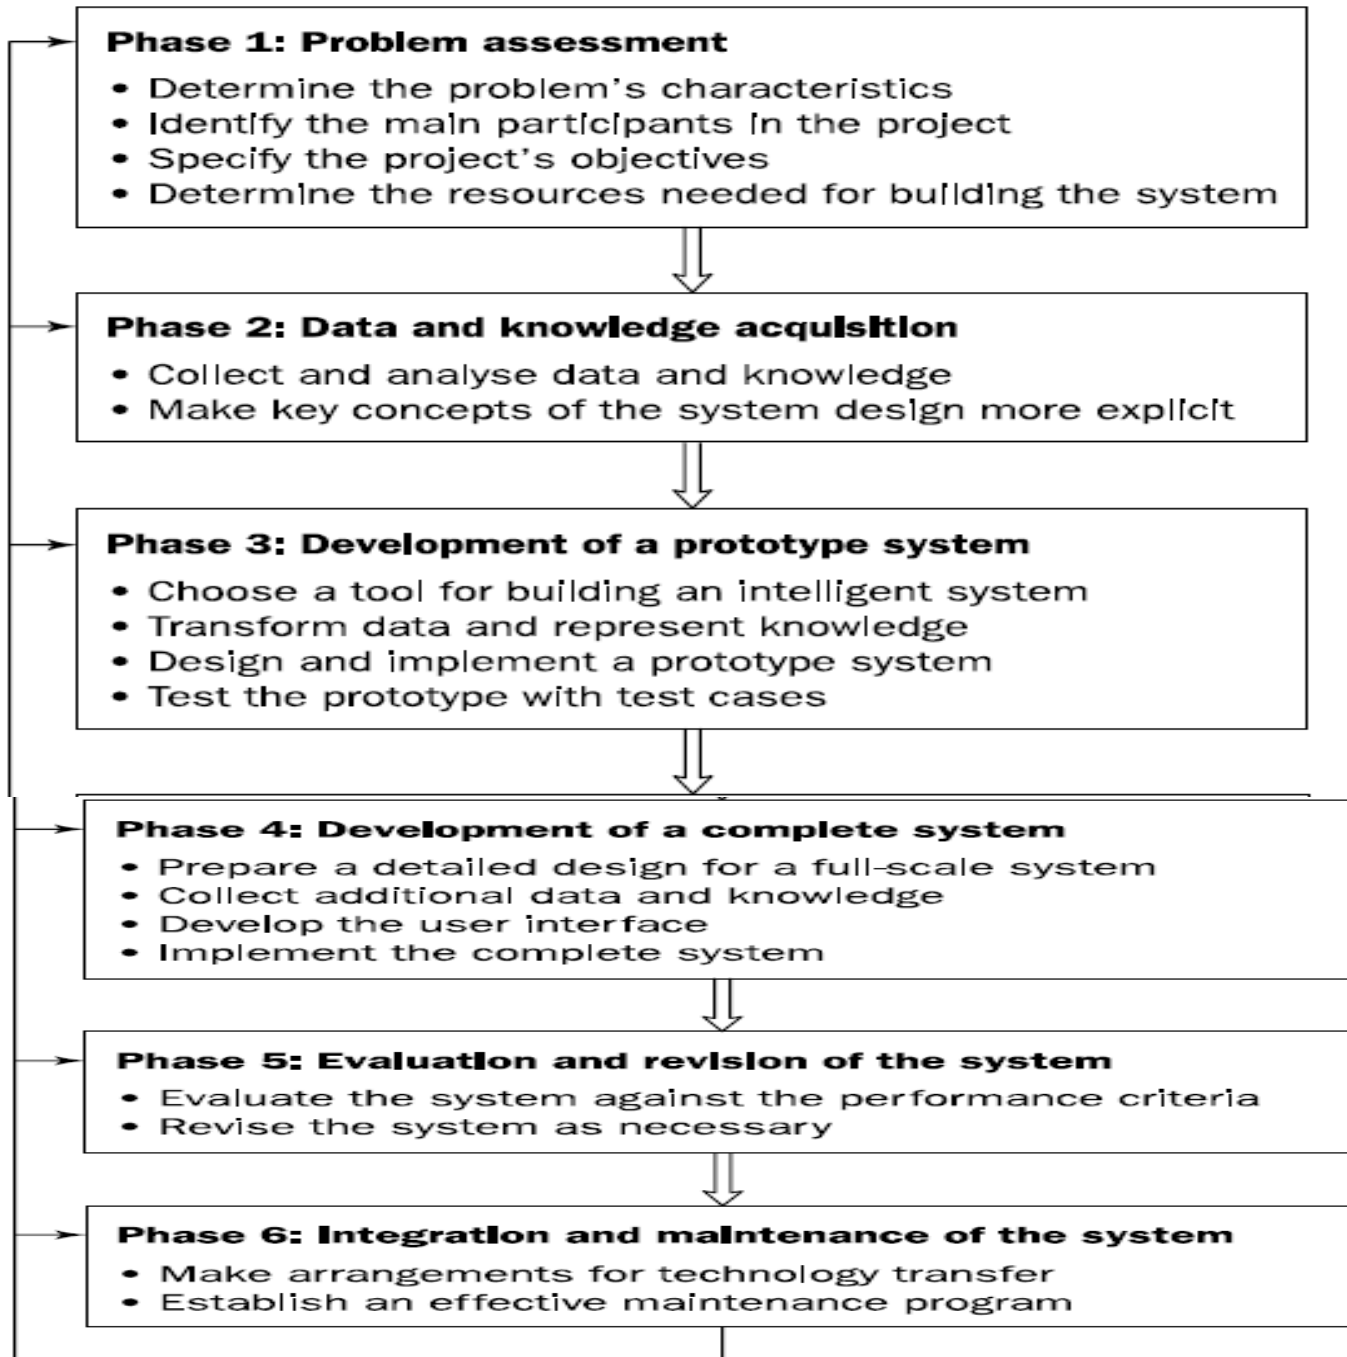 Phase 1: Problem assessment
• Determine the problem's characteristics
• Identify the main participants in the project
• Specify the project's objectives
• Determine the resources needed for building the system
Phase 2: Data and knowledge acquisition
• Collect and analyse data and knowledge
• Make key concepts of the system design more explicit
Phase 3: Development of a prototype system
• Choose a tool for building an intelligent system
• Transform data and represent knowledge
• Design and implement a prototype system
• Test the prototype with test cases
Phase 4: Development of a complete system
• Prepare a detailed design for a full-scale system
• Collect additional data and knowledge
• Develop the user interface
• Implement the complete system
Phase 5: Evaluation and revision of the system
• Evaluate the system against the performance criteria
• Revise the system as necessary
Phase 6: Integration and maintenance of the system
• Make arrangements for technology transfer
• Establish an effective maintenance program